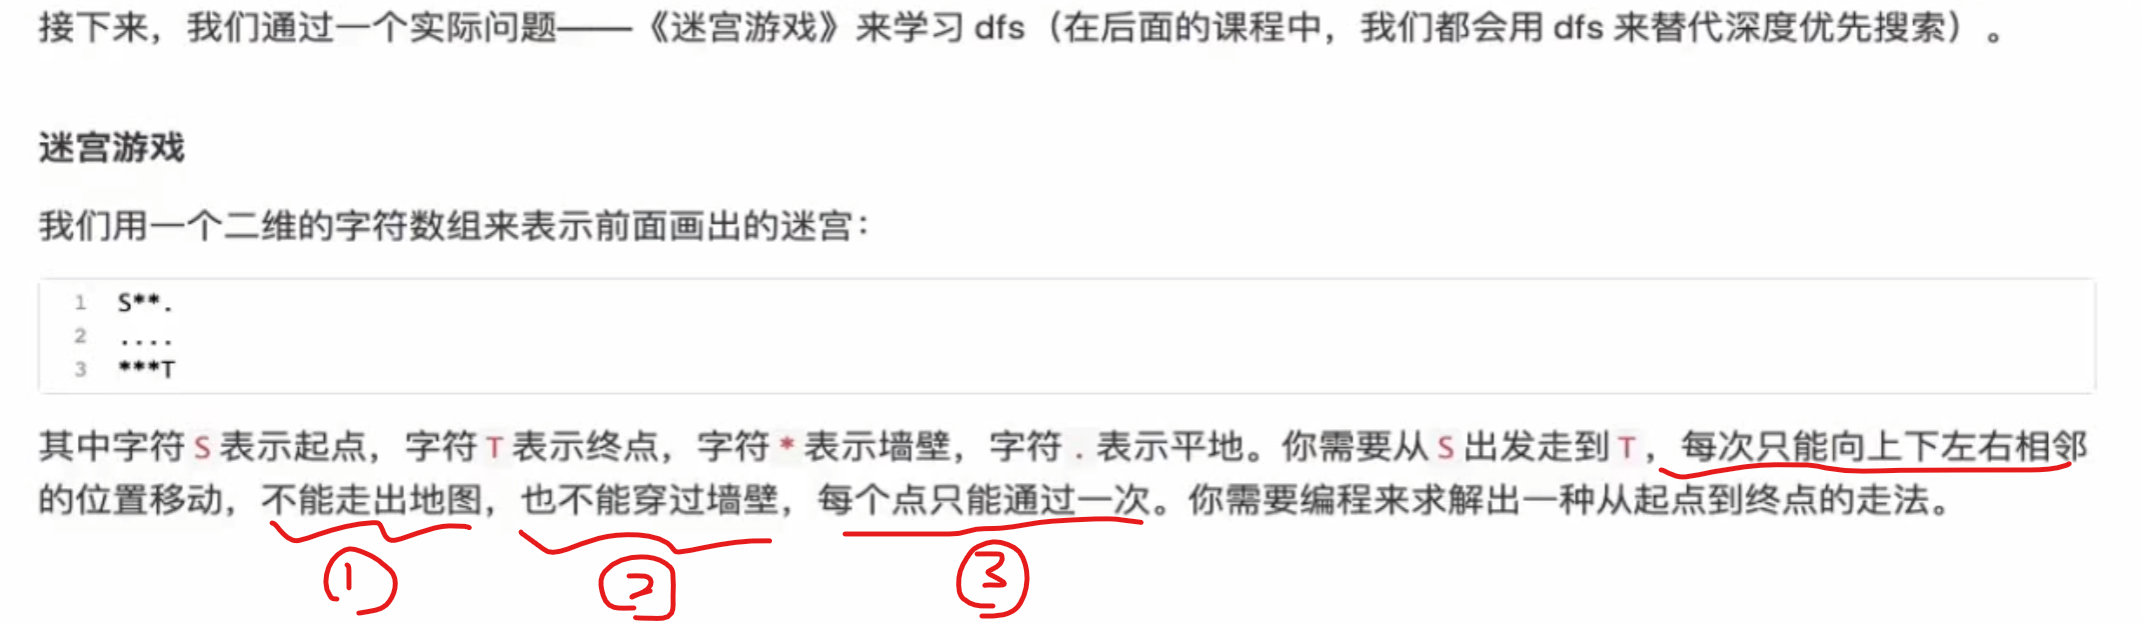 接下来，我们通过一个实际问题——《迷宫游戏》来学习 dfs（在后面的课程中，我们都会用 dfs 来替代深度优先搜索）。
迷宫游戏
我们用一个二维的字符数组来表示前面画出的迷宫：
1 S**.
2 ....
3 ***T
其中字符 S 表示起点，字符 T 表示终点，字符 * 表示墙壁，字符 . 表示平地。你需要从 S 出发走到 T，每次只能向上下左右相邻
的位置移动，不能走出地图，也不能穿过墙壁，每个点只能通过一次。你需要编程来求解出一种从起点到终点的走法。
① ② ③